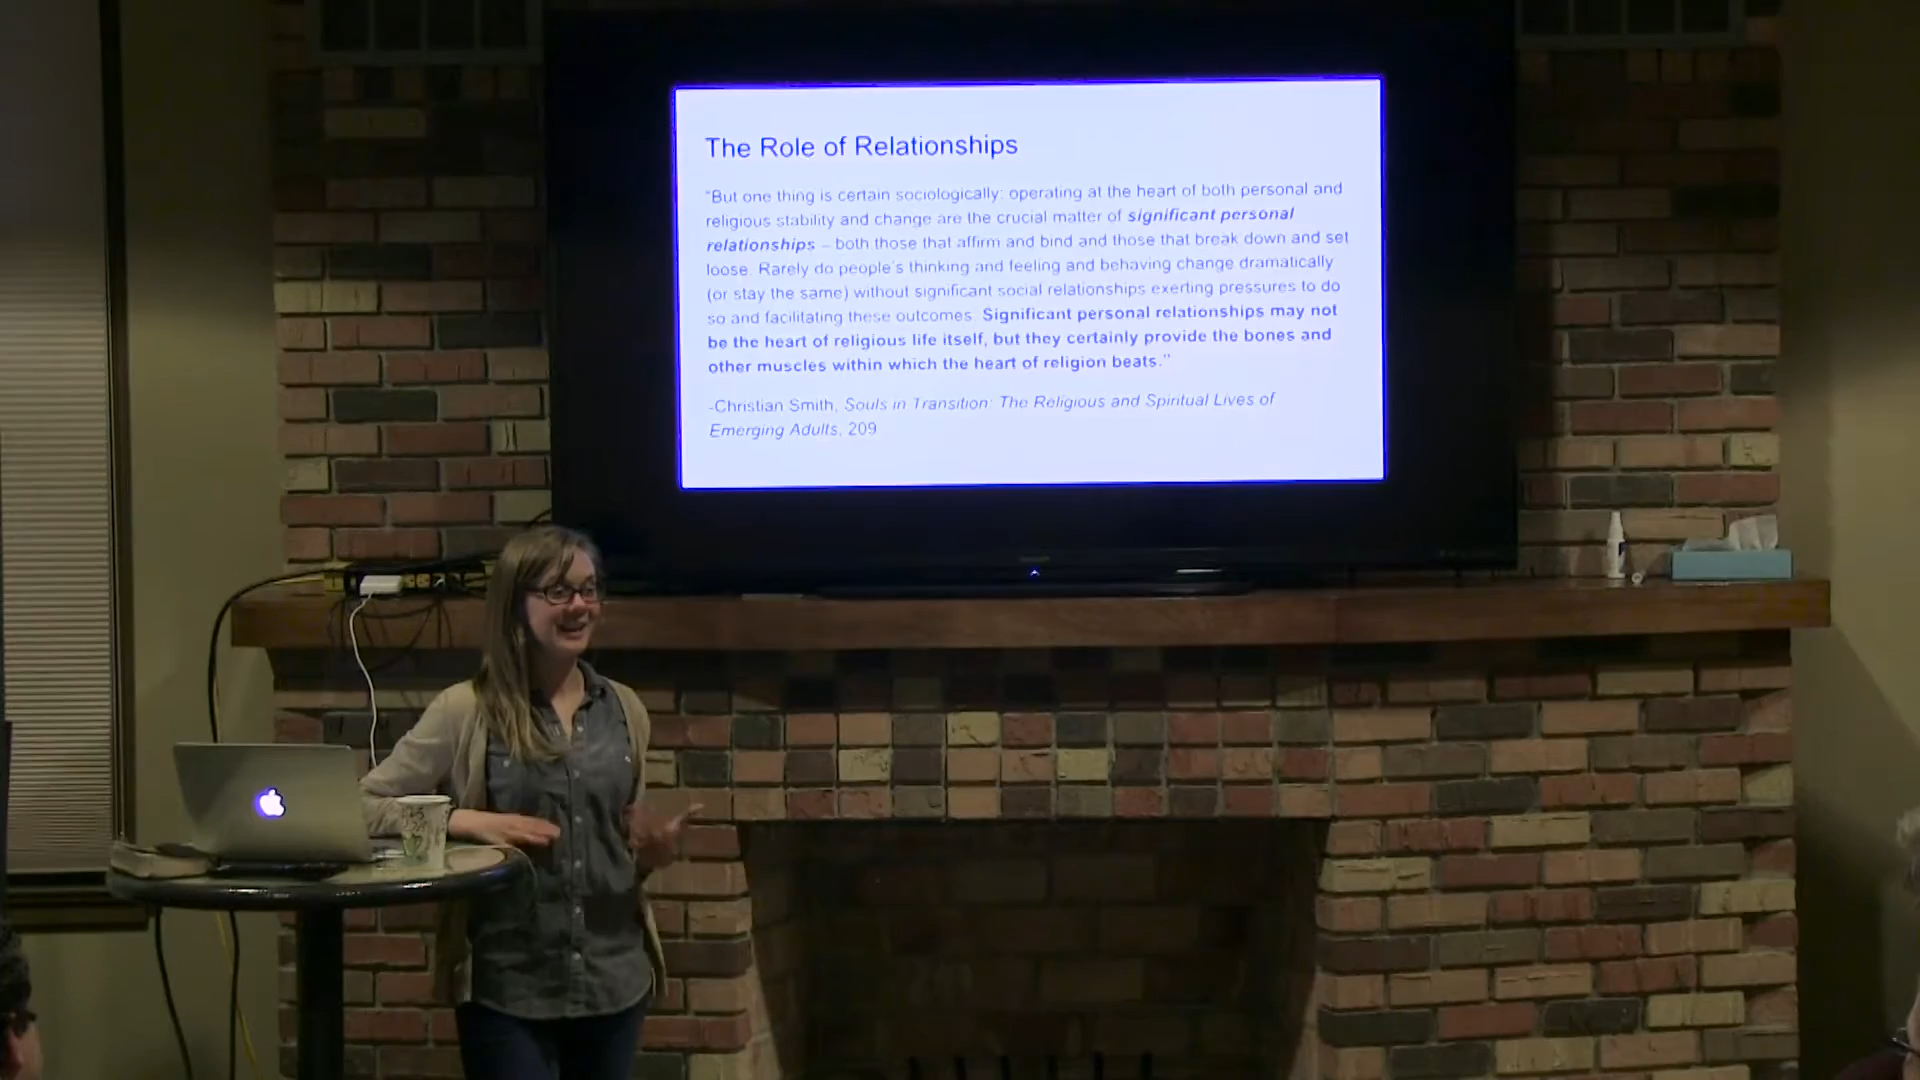 The Role of Relationships
“But one thing is certain sociologically: operating at the heart of both personal and
religious stability and change are the crucial matter of significant personal
relationships – both those that affirm and bind and those that break down and set
loose. Rarely do people’s thinking and feeling and behaving change dramatically
(or stay the same) without significant social relationships exerting pressures to do
so and facilitating these outcomes. Significant personal relationships may not
be the heart of religious life itself, but they certainly provide the bones and
other muscles within which the heart of religion beats.”
-Christian Smith, Souls in Transition: The Religious and Spiritual Lives of
Emerging Adults, 209